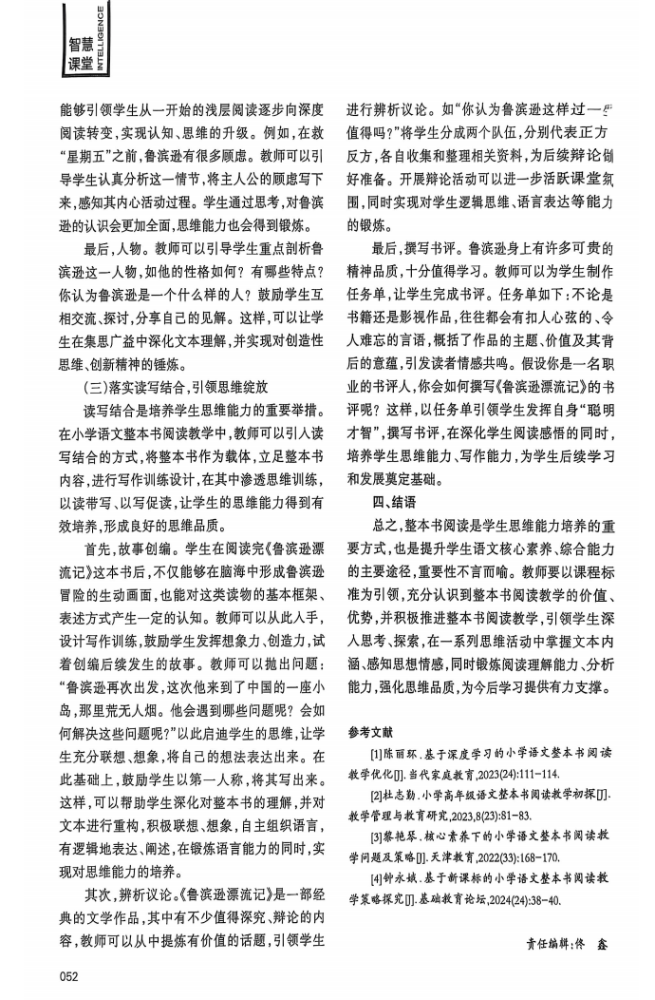 智慧
课堂
INTELLIGENCE
能够引领学生从一开始的浅层阅读逐步向深度
阅读转变,实现认知、思维的升级。例如,在救
“星期五”之前,鲁滨逊有很多顾虑。教师可以引
导学生认真分析这一情节,将主人公的顾虑写下
来,感知其内心活动过程。学生通过思考,对鲁滨
逊的认识会更加全面,思维能力也会得到锻炼。
最后,人物。教师可以引导学生重点剖析鲁
滨逊这一人物,如他的性格如何？有哪些特点？
你认为鲁滨逊是一个什么样的人？鼓励学生互
相交流、探讨,分享自己的见解。这样,可以让学
生在集思广益中深化文本理解,并实现对创造性
思维、创新精神的锤炼。
(三)落实读写结合,引领思维绽放
读写结合是培养学生思维能力的重要举措。
在小学语文整本书阅读教学中,教师可以引入读
写结合的方式,将整本书作为载体,立足整本书
内容,进行写作训练设计,在其中渗透思维训练,
以读带写、以写促读,让学生的思维能力得到有
效培养,形成良好的思维品质。
首先,故事创编。学生在阅读完《鲁滨逊漂
流记》这本书后,不仅能够在脑海中形成鲁滨逊
冒险的生动画面,也能对这类读物的基本框架、
表述方式产生一定的认知。教师可以从此入手,
设计写作训练,鼓励学生发挥想象力、创造力,试
着创编后续发生的故事。教师可以抛出问题：
“鲁滨逊再次出发,这次他来到了中国的一座小
岛,那里荒无人烟。他会遇到哪些问题呢？会如
何解决这些问题呢？”以此启迪学生的思维,让学
生充分联想、想象,将自己的想法表达出来。在
此基础上,鼓励学生以第一人称,将其写出来。
这样,可以帮助学生深化对整本书的理解,并对
文本进行重构,积极联想、想象,自主组织语言,
有逻辑地表达、阐述,在锻炼语言能力的同时,实
现对思维能力的培养。
其次,辨析议论。《鲁滨逊漂流记》是一部经
典的文学作品,其中有不少值得深究、辩论的内
容,教师可以从中提炼有价值的话题,引领学生
052
进行辨析议论。如“你认为鲁滨逊这样过一
值得吗？”将学生分成两个队伍,分别代表正方
反方,各自收集和整理相关资料,为后续辩论做
好准备。开展辩论活动可以进一步活跃课堂氛
围,同时实现对学生逻辑思维、语言表达等能力
的锻炼。
最后,撰写书评。鲁滨逊身上有许多可贵的
精神品质,十分值得学习。教师可以为学生制作
任务单,让学生完成书评。任务单如下:不论是
书籍还是影视作品,往往都会有扣人心弦的、令
人难忘的言语,概括了作品的主题、价值及其背
后的意蕴,引发读者情感共鸣。假设你是一名职
业的书评人,你会如何撰写《鲁滨逊漂流记》的书
评呢？这样,以任务单引领学生发挥自身“聪明
才智”,撰写书评,在深化学生阅读感悟的同时,
培养学生思维能力、写作能力,为学生后续学习
和发展奠定基础。
四、结语
总之,整本书阅读是学生思维能力培养的重
要方式,也是提升学生语文核心素养、综合能力
的主要途径,重要性不言而喻。教师要以课程标
准为引领,充分认识到整本书阅读教学的价值、
优势,并积极推进整本书阅读教学,引领学生深
入思考、探索,在一系列思维活动中掌握文本内
涵、感知思想情感,同时锻炼阅读理解能力、分析
能力,强化思维品质,为今后学习提供有力支撑。
参考文献
[1]陈丽环.基于深度学习的小学语文整本书阅读
教学优化[J].当代家庭教育,2023(24):111-114.
[2]杜志勤.小学高年级语文整本书阅读教学初探[J].
教学管理与教育研究,2023,8(23):81-83.
[3]黎艳琴.核心素养下的小学语文整本书阅读教
学问题及策略[J].天津教育,2022(33):168-170.
[4]钟永娥.基于新课标的小学语文整本书阅读教
学策略探究[J].基础教育论坛,2024(24):38-40.
责任编辑:佟 鑫